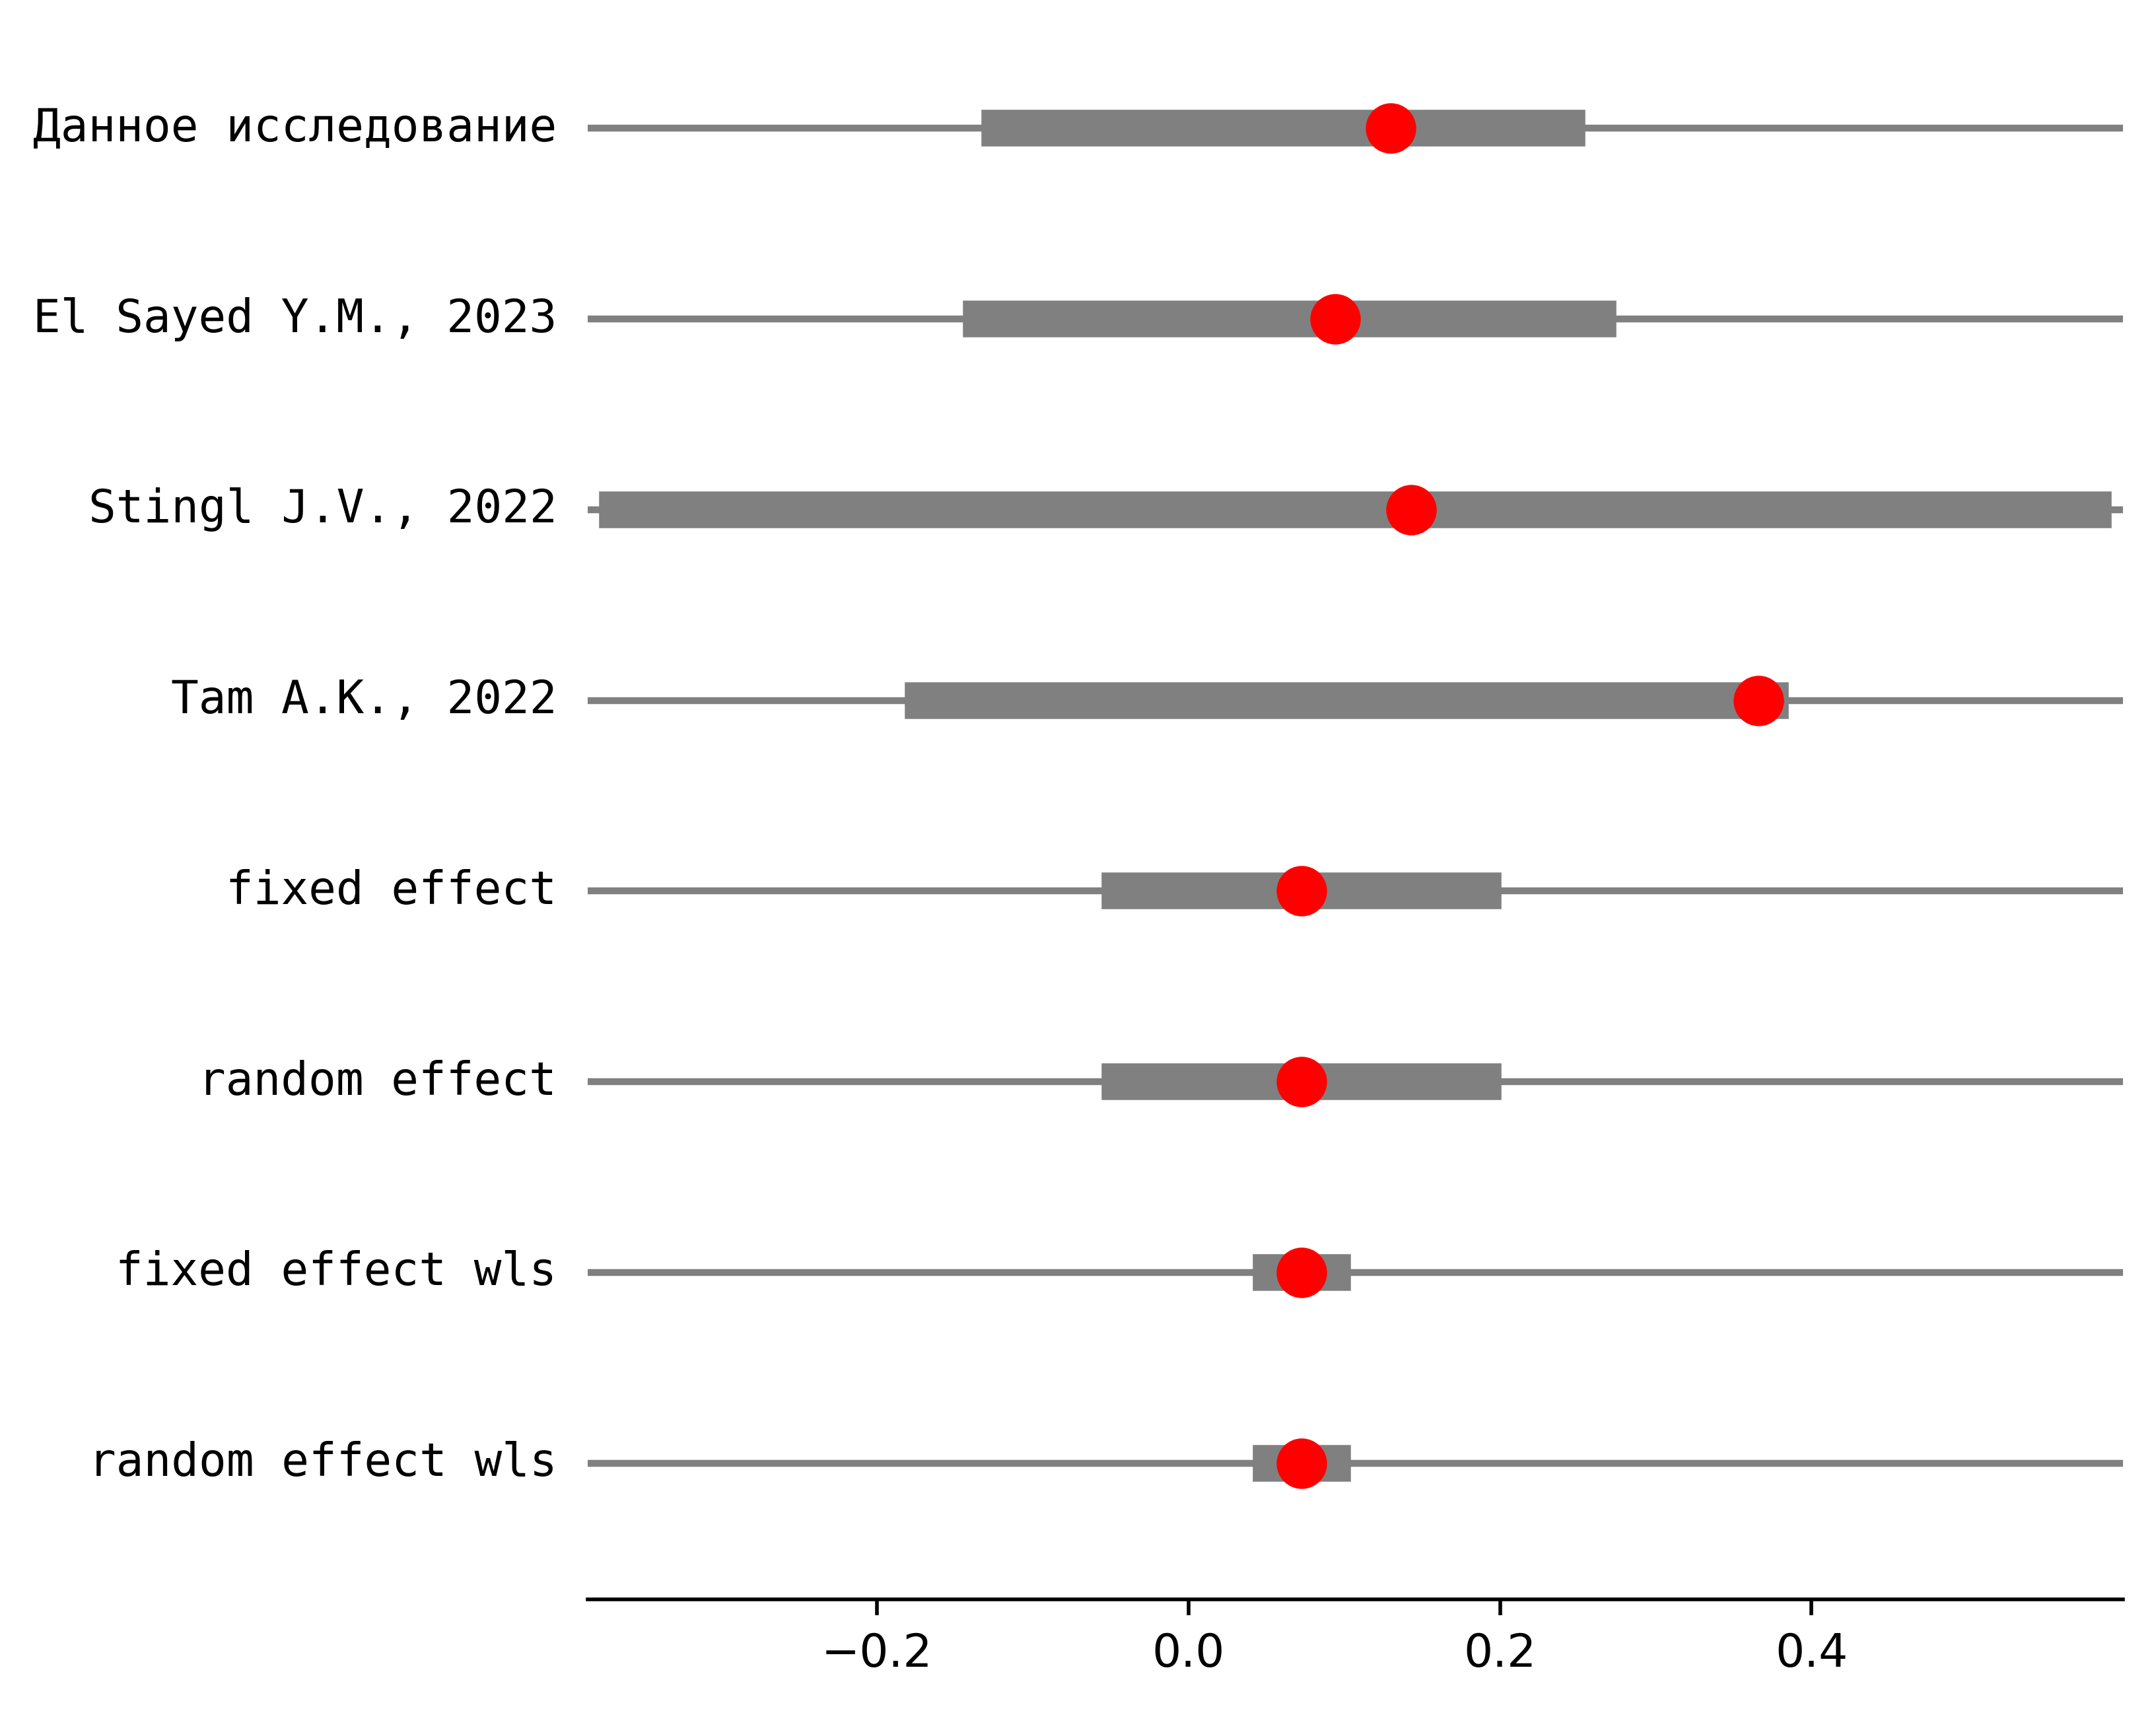 Данное исследование
El Sayed Y.M., 2023
Stingl J.V., 2022
Tam A.K., 2022
fixed effect
random effect
fixed effect wls
random effect wls
−0.2 0.0 0.2 0.4